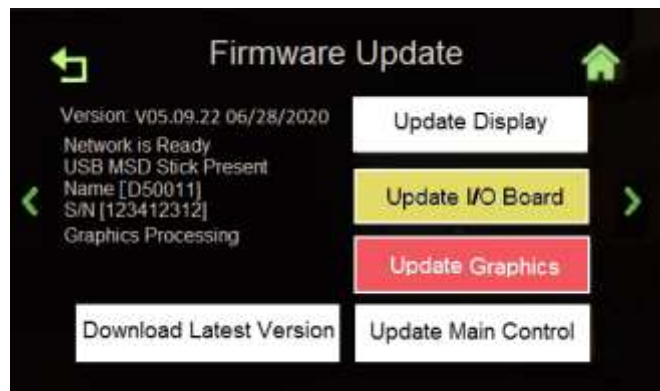 Firmware Update
Version: V05.09.22 06/28/2020
Network is Ready
USB MSD Stick Present
Name [D50011]
S/N [123412312]
Graphics Processing
Update Display
Update I/O Board
Update Graphics
Download Latest Version
Update Main Control